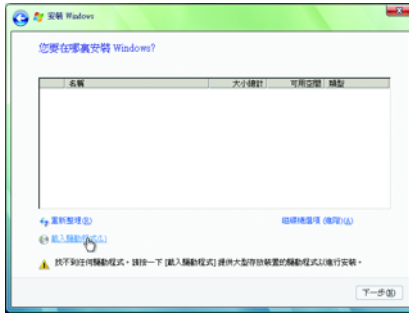 安裝 Windows
您要在哪裏安裝 Windows?
名稱 大小總計 可用空間 類型
重新整理(R)
磁碟機選項 (進階)(A)
載入驅動程式(L)
找不到任何驅動程式。請按一下 [載入驅動程式] 提供大型存放裝置的驅動程式以進行安裝。
下一步(N)